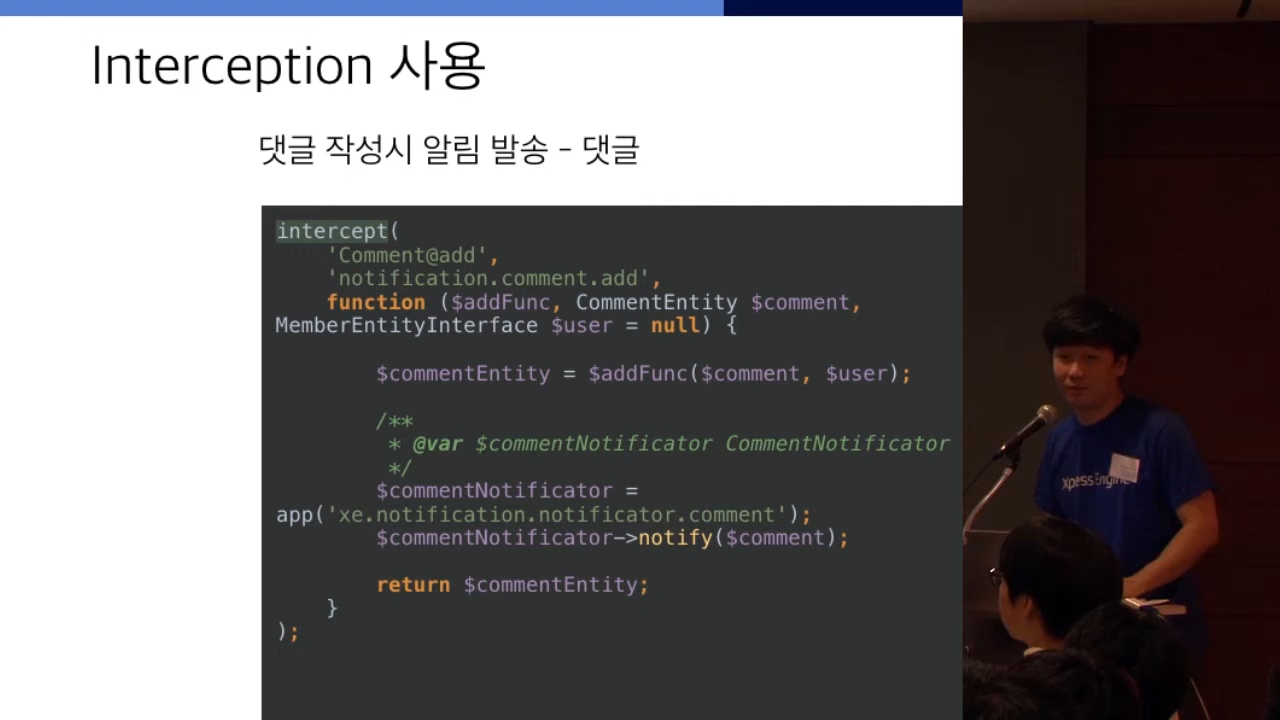 Interception 사용
댓글 작성시 알림 발송 - 댓글
intercept(
'Comment@add',
'notification.comment.add',
function ($addFunc, CommentEntity $comment,
MemberEntityInterface $user = null) {
$commentEntity = $addFunc($comment, $user);
/**
* @var $commentNotificator CommentNotificator
*/
$commentNotificator =
app('xe.notification.notificator.comment');
$commentNotificator->notify($comment);
return $commentEntity;
}
);
Xpress Engine